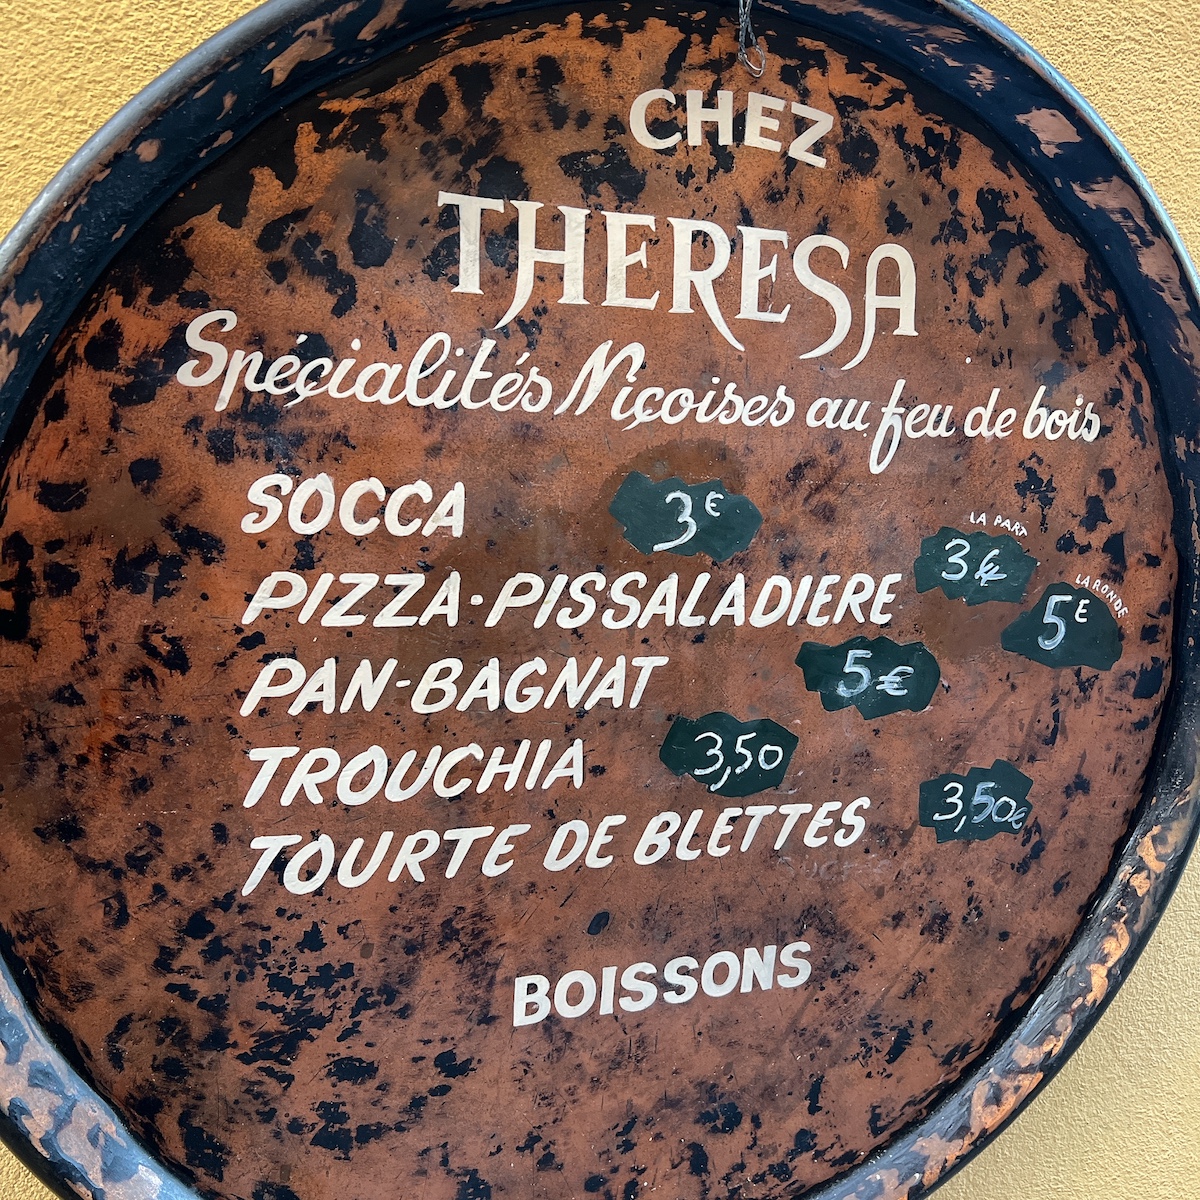 CHEZ
THERESA
Spéçialités Niçoises au feu de bois
SOCCA 3€
LA PART
PIZZA·PISSALADIERE 3€
LA RONDE
5€
PAN-BAGNAT 5€
TROUCHIA 3,50
TOURTE DE BLETTES 3,50€
BOISSONS